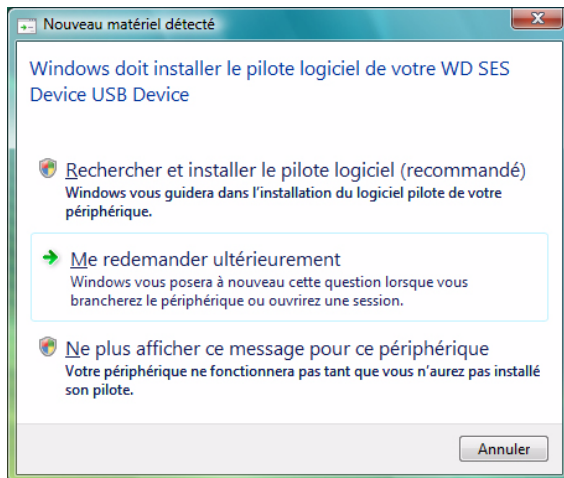 Nouveau matériel détecté
Windows doit installer le pilote logiciel de votre WD SES
Device USB Device
Rechercher et installer le pilote logiciel (recommandé)
Windows vous guidera dans l'installation du logiciel pilote de votre
périphérique.
Me redemander ultérieurement
Windows vous posera à nouveau cette question lorsque vous
brancherez le périphérique ou ouvrirez une session.
Ne plus afficher ce message pour ce périphérique
Votre périphérique ne fonctionnera pas tant que vous n'aurez pas installé
son pilote.
Annuler